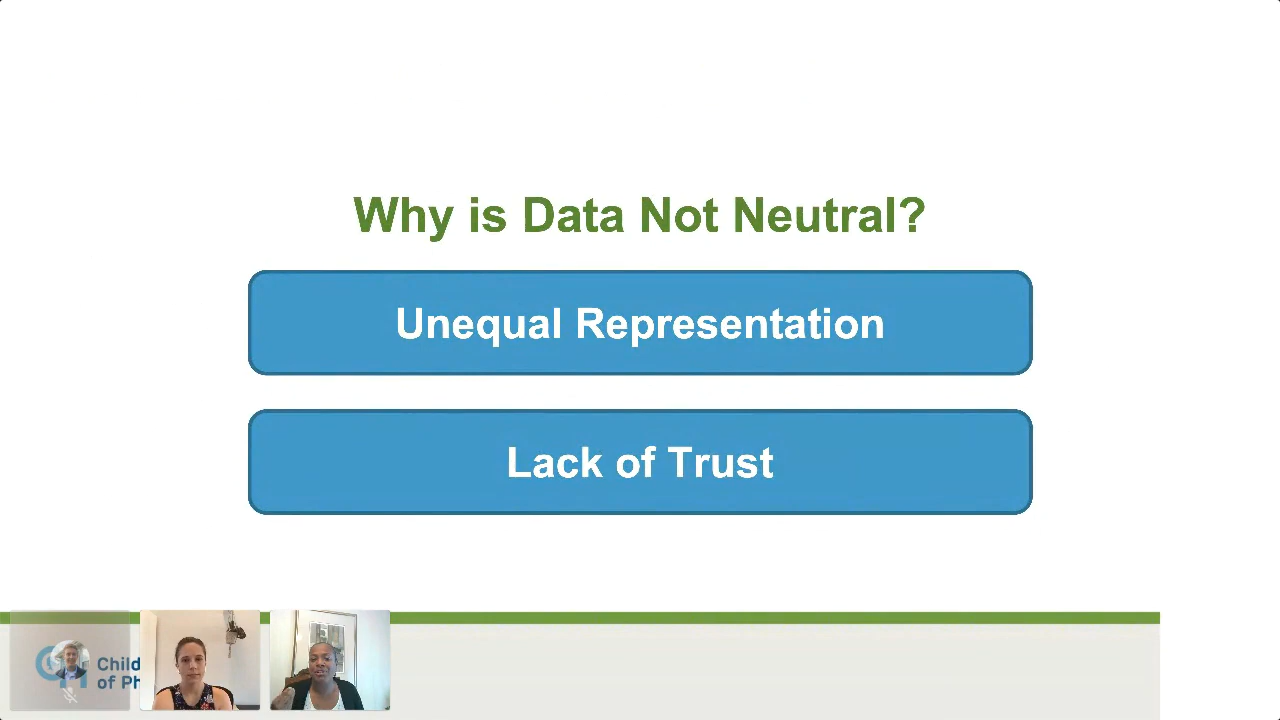 Why is Data Not Neutral?
Unequal Representation
Lack of Trust
Child
of Ph